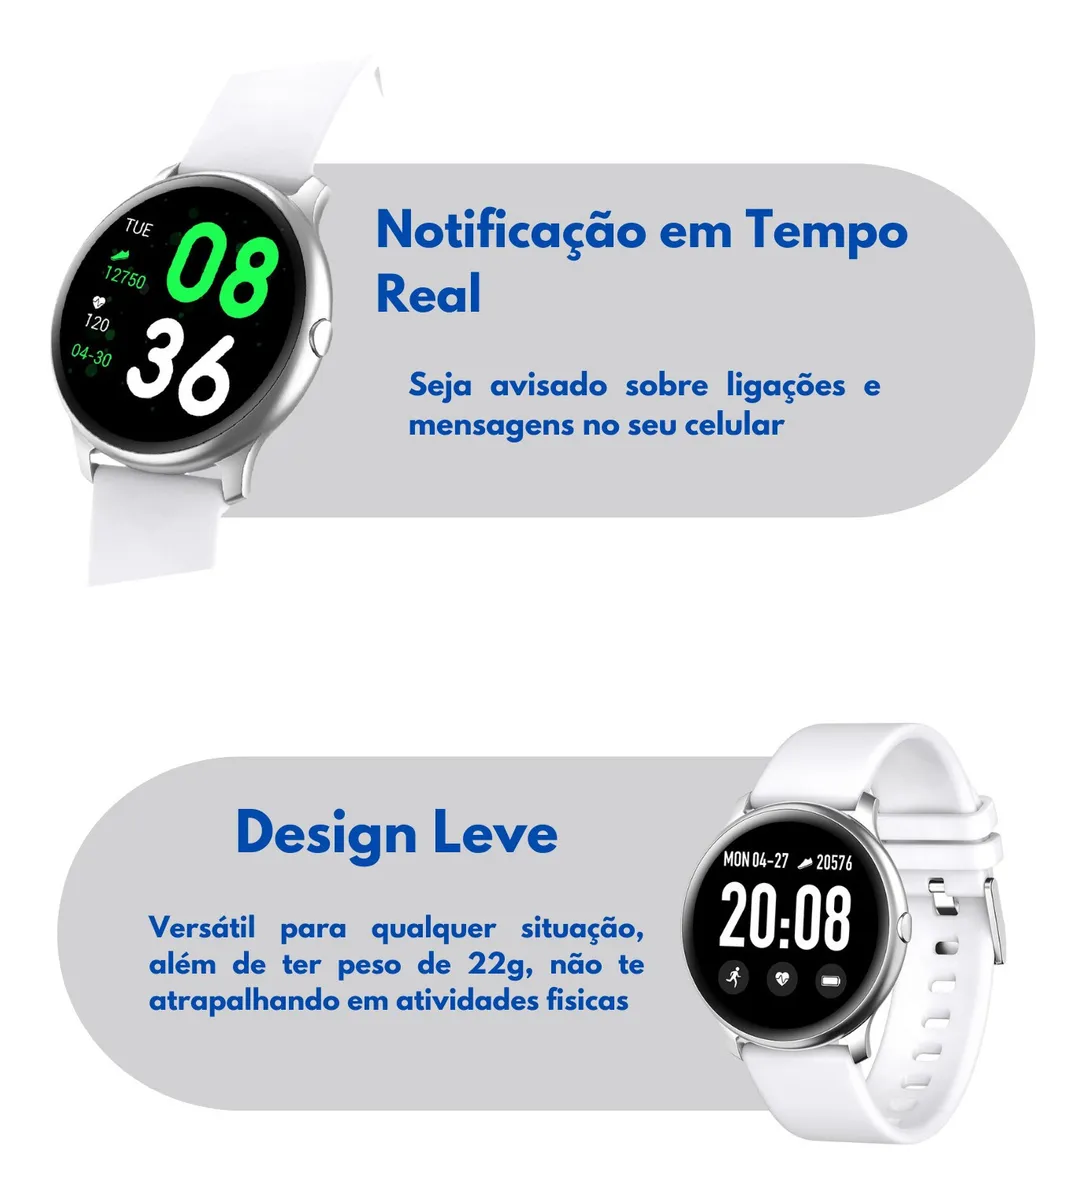 TUE
08
12750
120
36
04-30
Notificação em Tempo
Real
Seja avisado sobre ligações e
mensagens no seu celular
Design Leve
Versátil para qualquer situação,
além de ter peso de 22g, não te
atrapalhando em atividades fisicas
MON 04-27 20576
20:08